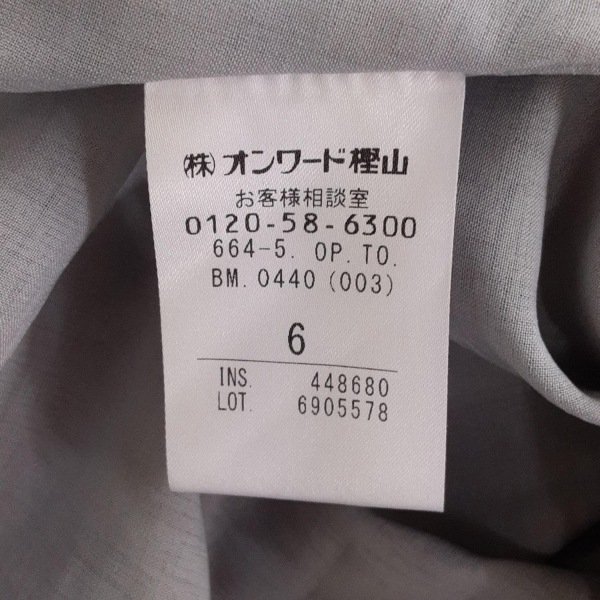 ㈱オンワード樫山
お客様相談室
0120-58-6300
664-5. OP.TO.
BM.0440(003)
6
INS. 448680
LOT. 6905578